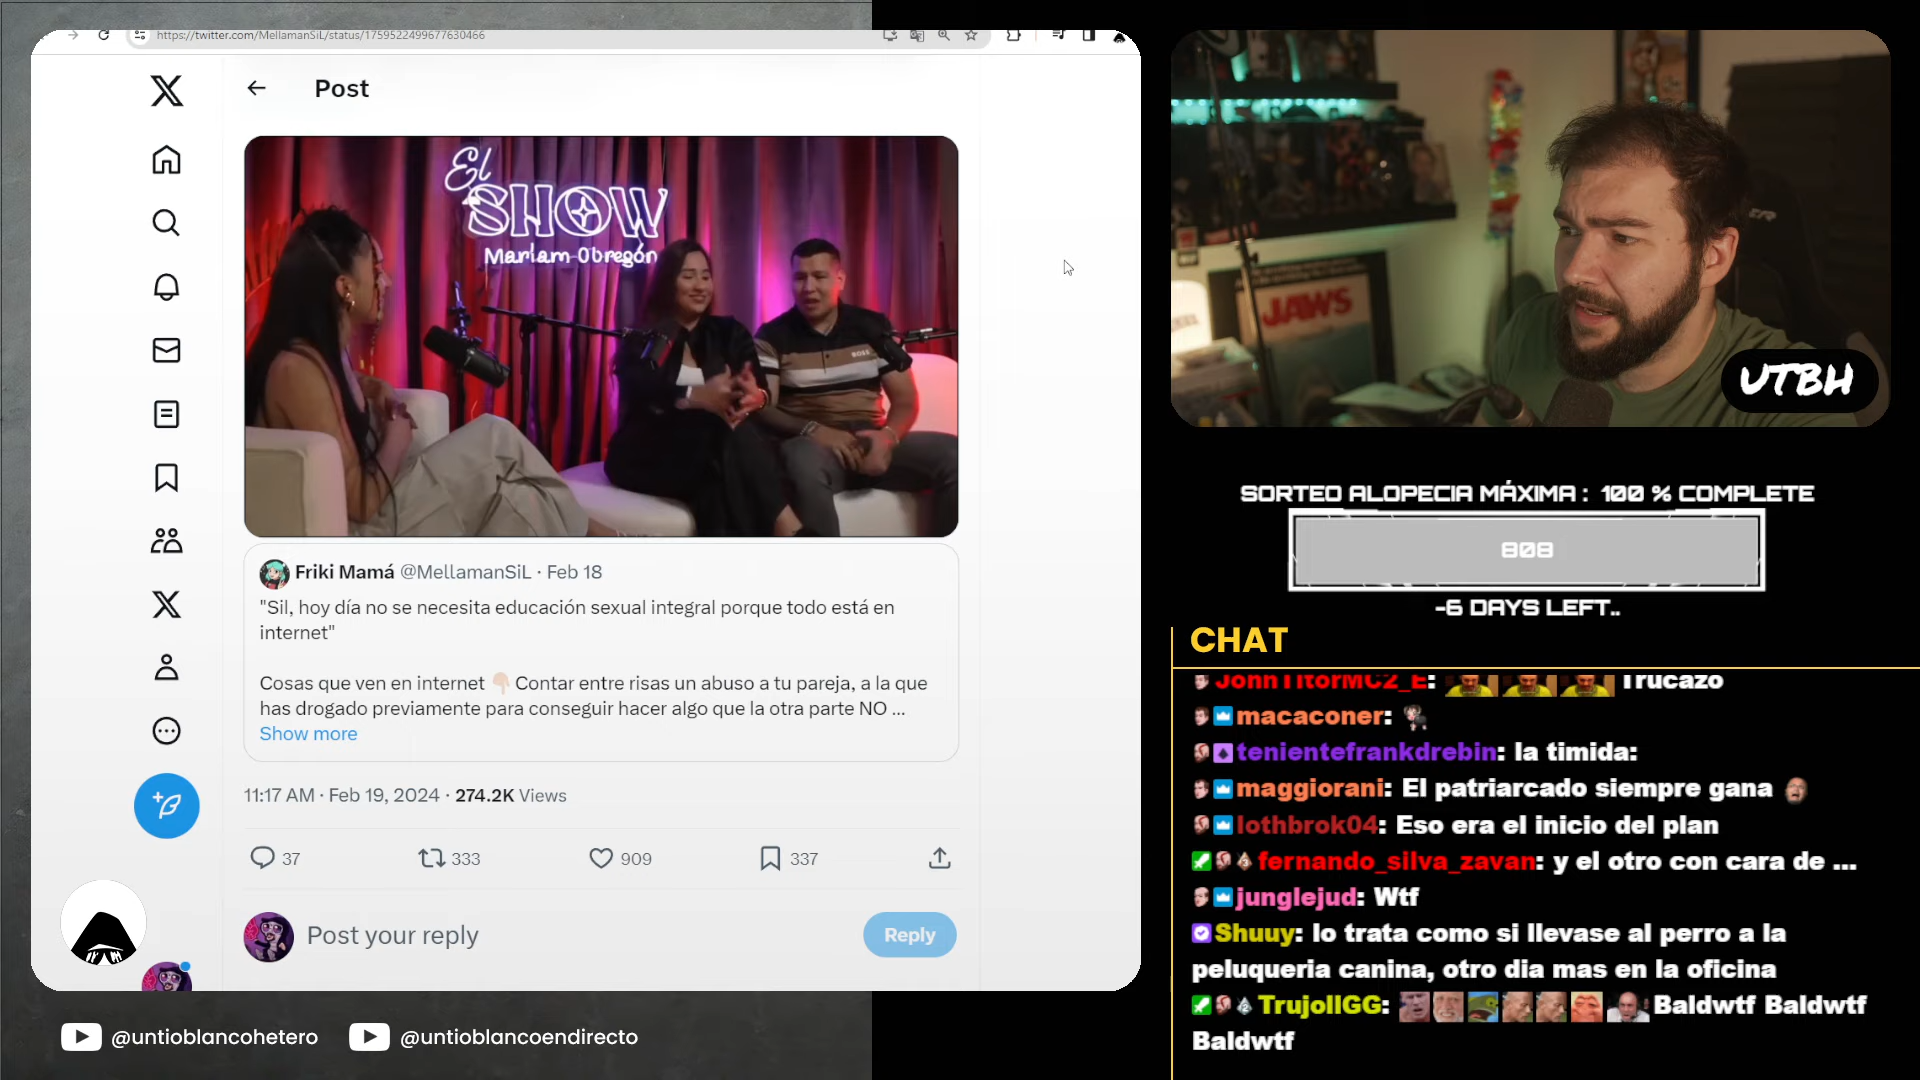 https://twitter.com/MellamanSiL/status/1759522499677630466
Post
El
SHOW
Mariam Obregón
BOSS
Friki Mamá @MellamanSiL · Feb 18
"Sil, hoy día no se necesita educación sexual integral porque todo está en
internet"
Cosas que ven en internet 👇🏻 Contar entre risas un abuso a tu pareja, a la que
has drogado previamente para conseguir hacer algo que la otra parte NO ...
Show more
11:17 AM · Feb 19, 2024 · 274.2K Views
37
333
909
337
Post your reply
Reply
@untioblancohetero
@untioblancoendirecto
JAWS
UTBH
SORTEO ALOPECIA MÁXIMA : 100 % COMPLETE
808
-6 DAYS LEFT..
CHAT
JohnTitorMC2_E: Trucazo
macaconer:
tenientefrankdrebin: la timida:
maggiorani: El patriarcado siempre gana
lothbrok04: Eso era el inicio del plan
fernando_silva_zavan: y el otro con cara de ...
junglejud: Wtf
Shuuy: lo trata como si llevase al perro a la
peluqueria canina, otro dia mas en la oficina
TrujollGG: Baldwtf Baldwtf
Baldwtf